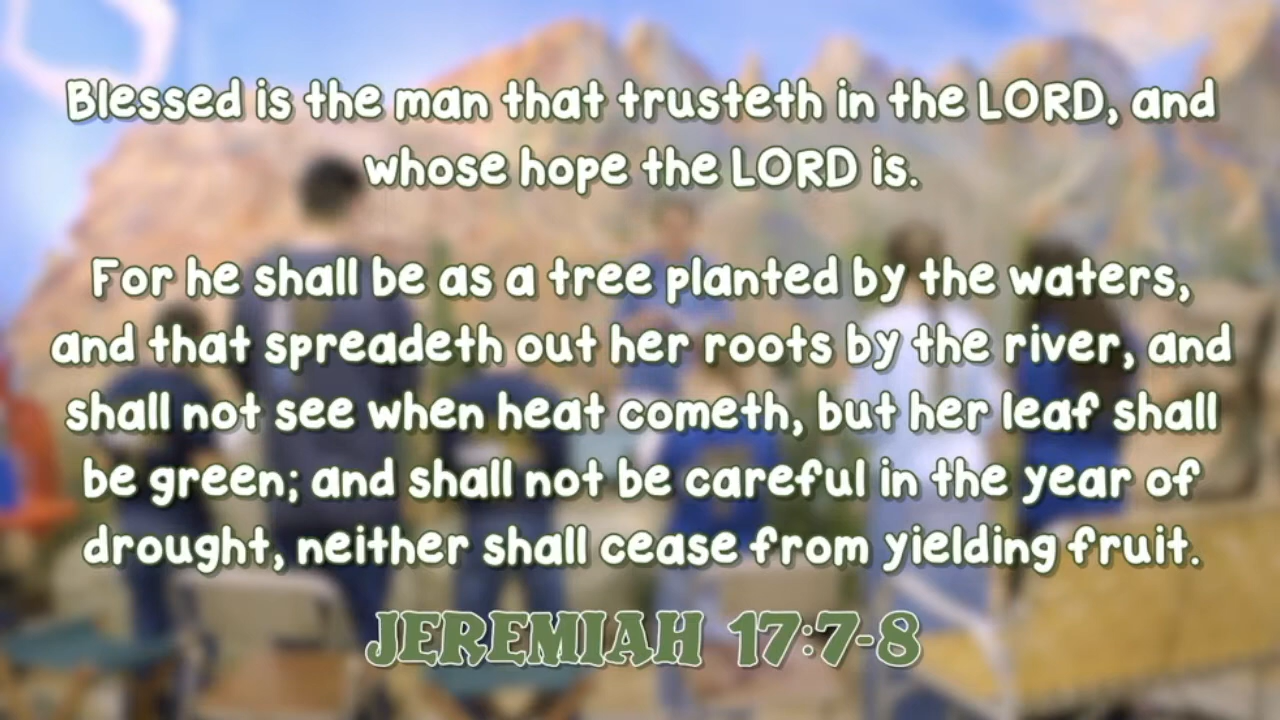 Blessed is the man that trusteth in the LORD, and
whose hope the LORD is.
For he shall be as a tree planted by the waters,
and that spreadeth out her roots by the river, and
shall not see when heat cometh, but her leaf shall
be green; and shall not be careful in the year of
drought, neither shall cease from yielding fruit.
JEREMIAH 17:7-8